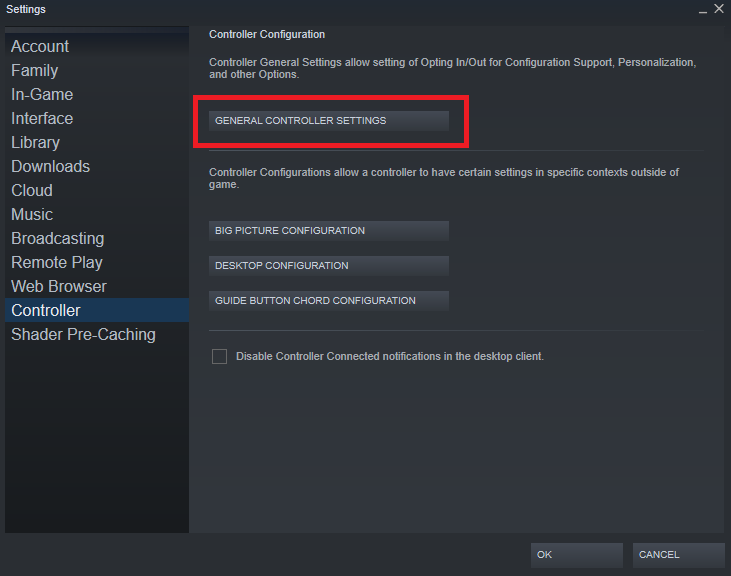 Settings
Account
Family
In-Game
Interface
Library
Downloads
Cloud
Music
Broadcasting
Remote Play
Web Browser
Controller
Shader Pre-Caching
Controller Configuration
Controller General Settings allow setting of Opting In/Out for Configuration Support, Personalization,
and other Options.
GENERAL CONTROLLER SETTINGS
Controller Configurations allow a controller to have certain settings in specific contexts outside of
game.
BIG PICTURE CONFIGURATION
DESKTOP CONFIGURATION
GUIDE BUTTON CHORD CONFIGURATION
Disable Controller Connected notifications in the desktop client.
OK
CANCEL